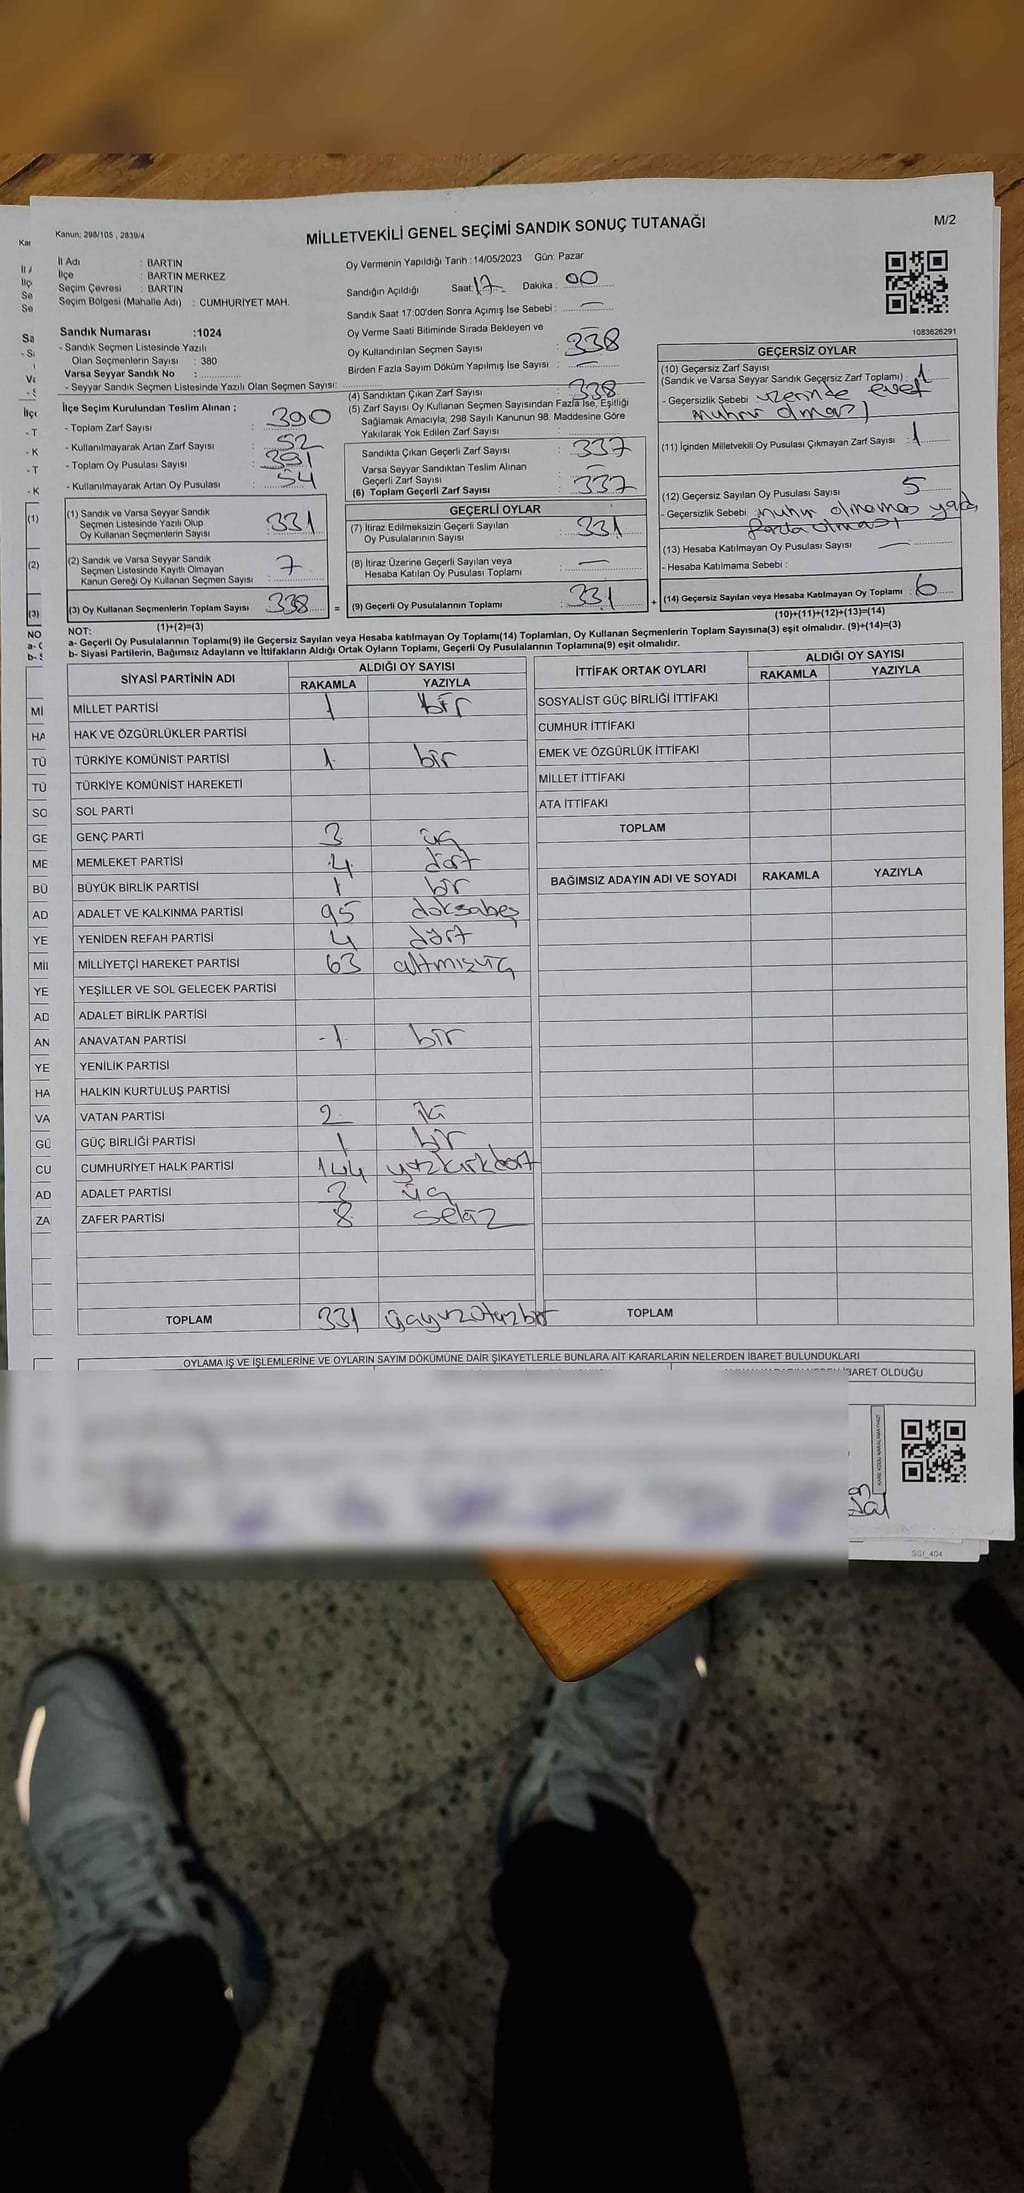 Kanun; 298/105 , 2839/4
MİLLETVEKİLİ GENEL SEÇİMİ SANDIK SONUÇ TUTANAĞI
M/2
İl Adı : BARTIN
İlçe : BARTIN MERKEZ
Seçim Çevresi : BARTIN
Seçim Bölgesi (Mahalle Adı) : CUMHURİYET MAH.
Oy Vermenin Yapıldığı Tarih :14/05/2023 Gün: Pazar
Sandığın Açıldığı Saat: 17 Dakika : 00
Sandık Saat 17:00'den Sonra Açımış İse Sebebi : —
Oy Verme Saati Bitiminde Sırada Bekleyen ve
Oy Kullandırılan Seçmen Sayısı : 338
Birden Fazla Sayım Döküm Yapılmış İse Sayısı : —
1083626291
Sandık Numarası :1024
- Sandık Seçmen Listesinde Yazılı
Olan Seçmenlerin Sayısı : 380
Varsa Seyyar Sandık No :
- Seyyar Sandık Seçmen Listesinde Yazılı Olan Seçmen Sayısı:
İlçe Seçim Kurulundan Teslim Alınan ;
- Toplam Zarf Sayısı : 390
- Kullanılmayarak Artan Zarf Sayısı : 52
- Toplam Oy Pusulası Sayısı : 391
- Kullanılmayarak Artan Oy Pusulası : 54
(1) Sandık ve Varsa Seyyar Sandık
Seçmen Listesinde Yazılı Olup
Oy Kullanan Seçmenlerin Sayısı : 331
(2) Sandık ve Varsa Seyyar Sandık
Seçmen Listesinde Kayıtlı Olmayan
Kanun Gereği Oy Kullanan Seçmen Sayısı : 7
(3) Oy Kullanan Seçmenlerin Toplam Sayısı : 338
(1)+(2)=(3)
(4) Sandıktan Çıkan Zarf Sayısı : 338
(5) Zarf Sayısı Oy Kullanan Seçmen Sayısından Fazla İse, Eşitliği
Sağlamak Amacıyla; 298 Sayılı Kanunun 98. Maddesine Göre
Yakılarak Yok Edilen Zarf Sayısı :
Sandıkta Çıkan Geçerli Zarf Sayısı : 337
Varsa Seyyar Sandıktan Teslim Alınan
Geçerli Zarf Sayısı : —
(6) Toplam Geçerli Zarf Sayısı : 337
GEÇERLİ OYLAR
(7) İtiraz Edilmeksizin Geçerli Sayılan
Oy Pusulalarının Sayısı : 331
(8) İtiraz Üzerine Geçerli Sayılan veya
Hesaba Katılan Oy Pusulası Toplamı : —
= (9) Geçerli Oy Pusulalarının Toplamı : 331 +
GEÇERSİZ OYLAR
(10) Geçersiz Zarf Sayısı
(Sandık ve Varsa Seyyar Sandık Geçersiz Zarf Toplamı) : 1
- Geçersizlik Sebebi üzerinde evet
mühür olması
(11) İçinden Milletvekili Oy Pusulası Çıkmayan Zarf Sayısı : 1
(12) Geçersiz Sayılan Oy Pusulası Sayısı : 5
- Geçersizlik Sebebi mühür olmaması yada
fazla olması
(13) Hesaba Katılmayan Oy Pusulası Sayısı : —
- Hesaba Katılmama Sebebi :
(14) Geçersiz Sayılan veya Hesaba Katılmayan Oy Toplamı : 6
(10)+(11)+(12)+(13)=(14)
NOT:
a- Geçerli Oy Pusulalarının Toplamı(9) ile Geçersiz Sayılan veya Hesaba katılmayan Oy Toplamı(14) Toplamları, Oy Kullanan Seçmenlerin Toplam Sayısına(3) eşit olmalıdır. (9)+(14)=(3)
b- Siyasi Partilerin, Bağımsız Adayların ve İttifakların Aldığı Ortak Oyların Toplamı, Geçerli Oy Pusulalarının Toplamına(9) eşit olmalıdır.
SİYASİ PARTİNİN ADI ALDIĞI OY SAYISI
RAKAMLA YAZIYLA
MİLLET PARTİSİ 1 bir
HAK VE ÖZGÜRLÜKLER PARTİSİ
TÜRKİYE KOMÜNİST PARTİSİ 1 bir
TÜRKİYE KOMÜNİST HAREKETİ
SOL PARTİ
GENÇ PARTİ 3 üç
MEMLEKET PARTİSİ 4 dört
BÜYÜK BİRLİK PARTİSİ 1 bir
ADALET VE KALKINMA PARTİSİ 95 doksabeş
YENİDEN REFAH PARTİSİ 4 dört
MİLLİYETÇİ HAREKET PARTİSİ 63 altmışüç
YEŞİLLER VE SOL GELECEK PARTİSİ
ADALET BİRLİK PARTİSİ
ANAVATAN PARTİSİ -1 bir
YENİLİK PARTİSİ
HALKIN KURTULUŞ PARTİSİ
VATAN PARTİSİ 2 iki
GÜÇ BİRLİĞİ PARTİSİ 1 bir
CUMHURİYET HALK PARTİSİ 144 yüzkırkdört
ADALET PARTİSİ 3 üç
ZAFER PARTİSİ 8 sekiz
TOPLAM 331 üçyüzotuzbir
İTTİFAK ORTAK OYLARI ALDIĞI OY SAYISI
RAKAMLA YAZIYLA
SOSYALİST GÜÇ BİRLİĞİ İTTİFAKI
CUMHUR İTTİFAKI
EMEK VE ÖZGÜRLÜK İTTİFAKI
MİLLET İTTİFAKI
ATA İTTİFAKI
TOPLAM
BAĞIMSIZ ADAYIN ADI VE SOYADI RAKAMLA YAZIYLA
TOPLAM
OYLAMA İŞ VE İŞLEMLERİNE VE OYLARIN SAYIM DÖKÜMÜNE DAİR ŞİKAYETLERLE BUNLARA AİT KARARLARIN NELERDEN İBARET BULUNDUKLARI
BARET OLDUĞU
SGI_404